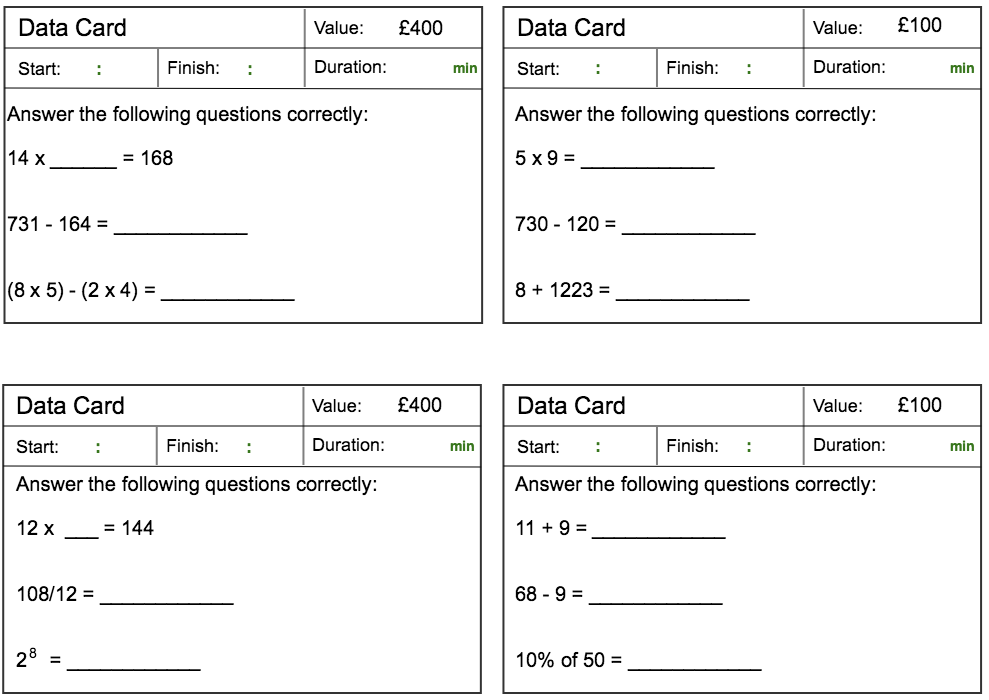 Data Card Value: £400
Start: : Finish: : Duration: min
Answer the following questions correctly:
14 x ______ = 168
731 - 164 = ____________
(8 x 5) - (2 x 4) = ____________
Data Card Value: £100
Start: : Finish: : Duration: min
Answer the following questions correctly:
5 x 9 = ____________
730 - 120 = ____________
8 + 1223 = ____________
Data Card Value: £400
Start: : Finish: : Duration: min
Answer the following questions correctly:
12 x ___ = 144
108/12 = ____________
2⁸ = ____________
Data Card Value: £100
Start: : Finish: : Duration: min
Answer the following questions correctly:
11 + 9 = ____________
68 - 9 = ____________
10% of 50 = ____________